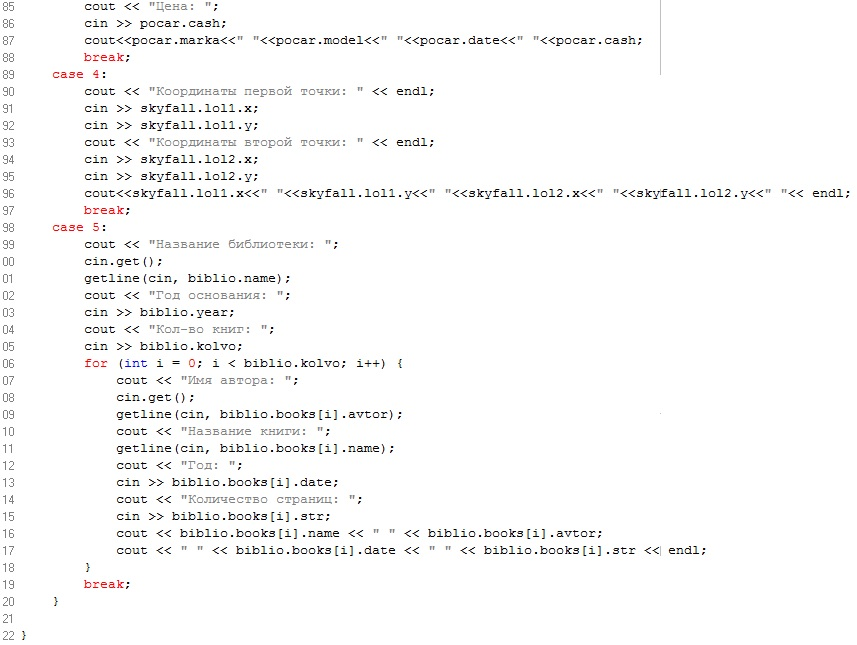 85         cout << "Цена: ";
86         cin >> pocar.cash;
87         cout<<pocar.marka<<" "<<pocar.model<<" "<<pocar.date<<" "<<pocar.cash;
88         break;
89     case 4:
90         cout << "Координаты первой точки: " << endl;
91         cin >> skyfall.lol1.x;
92         cin >> skyfall.lol1.y;
93         cout << "Координаты второй точки: " << endl;
94         cin >> skyfall.lol2.x;
95         cin >> skyfall.lol2.y;
96         cout<<skyfall.lol1.x<<" "<<skyfall.lol1.y<<" "<<skyfall.lol2.x<<" "<<skyfall.lol2.y<<" "<< endl;
97         break;
98     case 5:
99         cout << "Название библиотеки: ";
00         cin.get();
01         getline(cin, biblio.name);
02         cout << "Год основания: ";
03         cin >> biblio.year;
04         cout << "Кол-во книг: ";
05         cin >> biblio.kolvo;
06         for (int i = 0; i < biblio.kolvo; i++) {
07             cout << "Имя автора: ";
08             cin.get();
09             getline(cin, biblio.books[i].avtor);
10             cout << "Название книги: ";
11             getline(cin, biblio.books[i].name);
12             cout << "Год: ";
13             cin >> biblio.books[i].date;
14             cout << "Количество страниц: ";
15             cin >> biblio.books[i].str;
16             cout << biblio.books[i].name << " " << biblio.books[i].avtor;
17             cout << " " << biblio.books[i].date << " " << biblio.books[i].str << endl;
18         }
19         break;
20     }
21
22 }